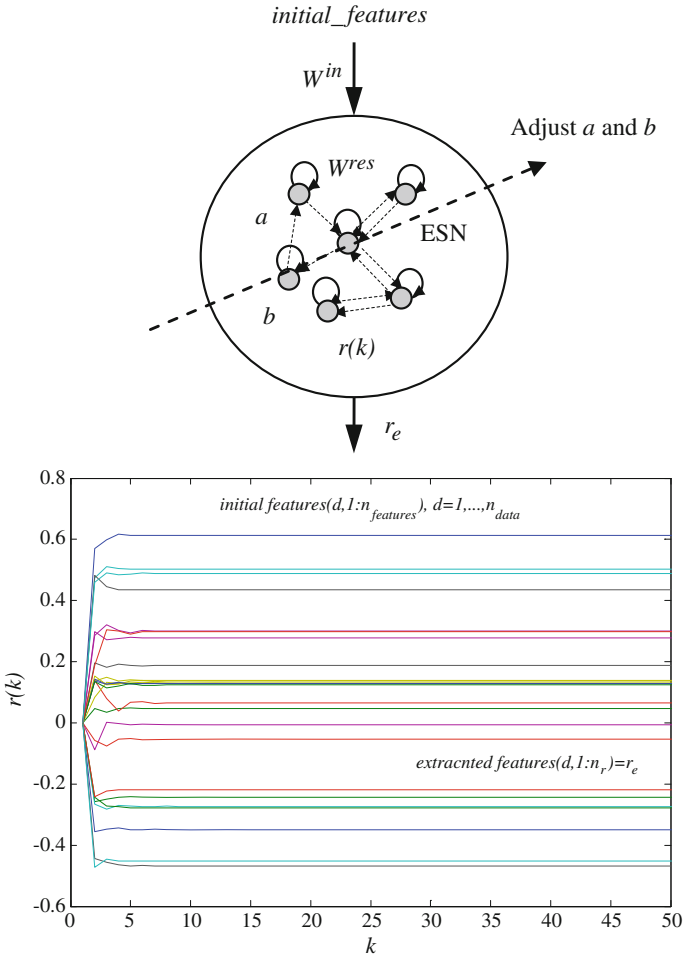 initial_features
W^in
Adjust a and b
W^res
a
ESN
b
r(k)
r_e
0.8
initial features(d,1:n_features), d=1,...,n_data
0.6
0.4
0.2
r(k)
0
extracnted features(d,1:n_r)=r_e
-0.2
-0.4
-0.6
0 5 10 15 20 25 30 35 40 45 50
k